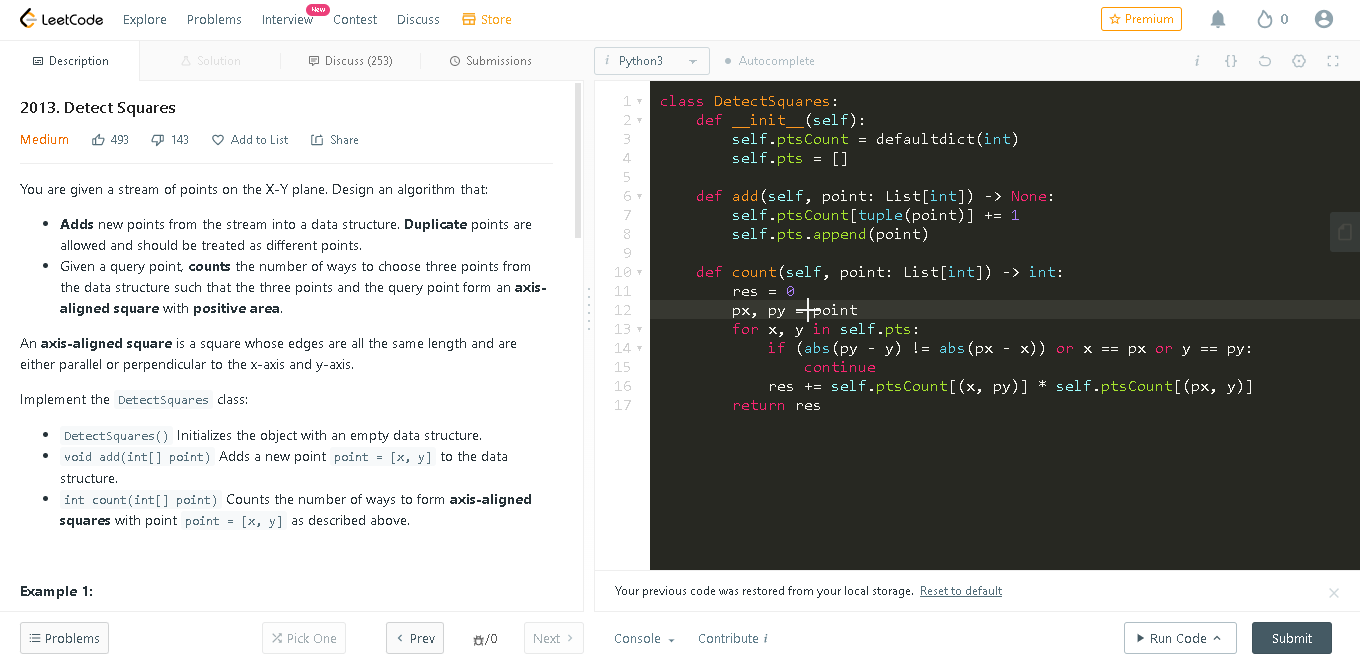 LeetCode Explore Problems Interview New Contest Discuss Store Premium 0
Description Solution Discuss (253) Submissions
2013. Detect Squares
Medium 493 143 Add to List Share
You are given a stream of points on the X-Y plane. Design an algorithm that:
• Adds new points from the stream into a data structure. Duplicate points are
allowed and should be treated as different points.
• Given a query point, counts the number of ways to choose three points from
the data structure such that the three points and the query point form an axis-
aligned square with positive area.
An axis-aligned square is a square whose edges are all the same length and are
either parallel or perpendicular to the x-axis and y-axis.
Implement the DetectSquares class:
• DetectSquares() Initializes the object with an empty data structure.
• void add(int[] point) Adds a new point point = [x, y] to the data
structure.
• int count(int[] point) Counts the number of ways to form axis-aligned
squares with point point = [x, y] as described above.
Example 1:
Problems Pick One Prev /0 Next
i Python3 Autocomplete i {}
1 class DetectSquares:
2 def __init__(self):
3 self.ptsCount = defaultdict(int)
4 self.pts = []
5
6 def add(self, point: List[int]) -> None:
7 self.ptsCount[tuple(point)] += 1
8 self.pts.append(point)
9
10 def count(self, point: List[int]) -> int:
11 res = 0
12 px, py = point
13 for x, y in self.pts:
14 if (abs(py - y) != abs(px - x)) or x == px or y == py:
15 continue
16 res += self.ptsCount[(x, py)] * self.ptsCount[(px, y)]
17 return res
Your previous code was restored from your local storage. Reset to default
Console Contribute i Run Code Submit